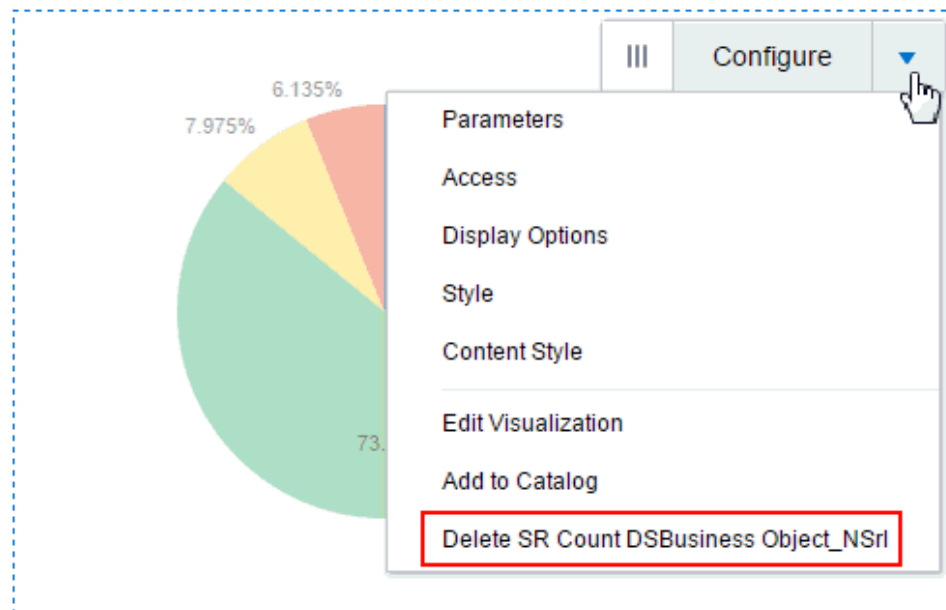 Configure
6.135%
7.975%
73.
Parameters
Access
Display Options
Style
Content Style
Edit Visualization
Add to Catalog
Delete SR Count DSBusiness Object_NSrl